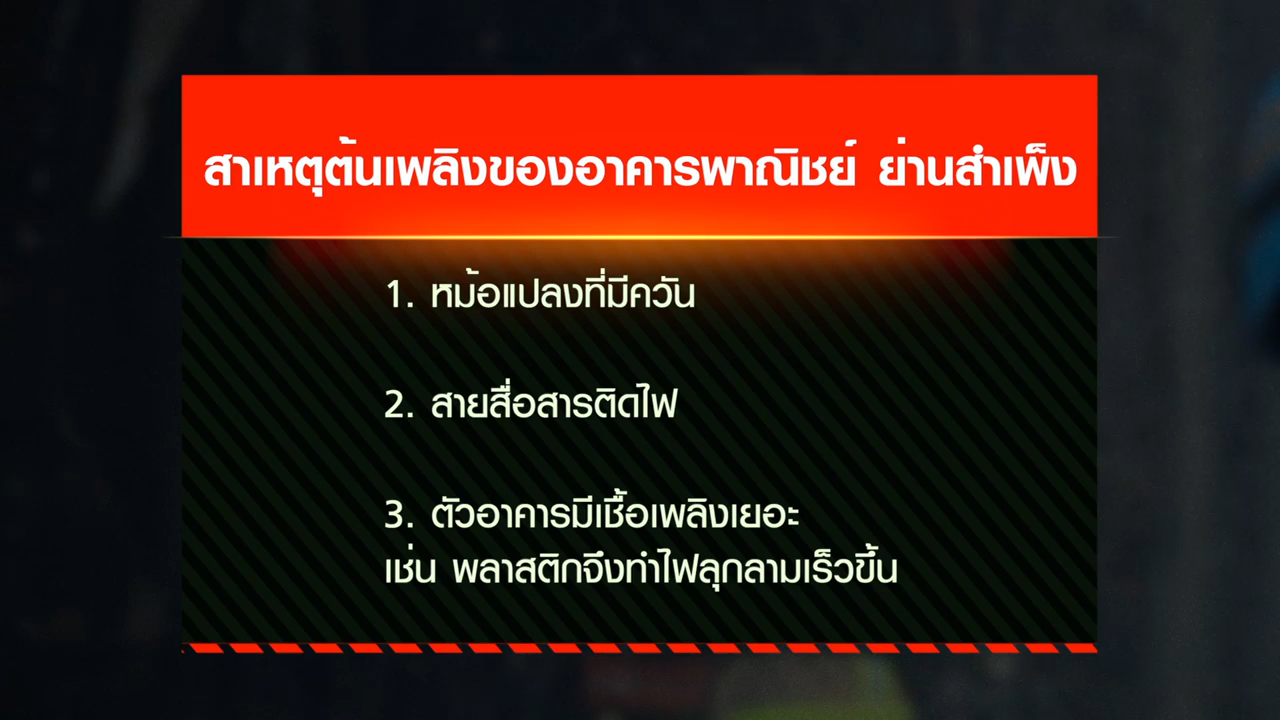 สาเหตุต้นเพลิงของอาคารพาณิชย์ ย่านสำเพ็ง
1. หม้อแปลงที่มีควัน
2. สายสื่อสารติดไฟ
3. ตัวอาคารมีเชื้อเพลิงเยอะ
เช่น พลาสติกจึงทำไฟลุกลามเร็วขึ้น